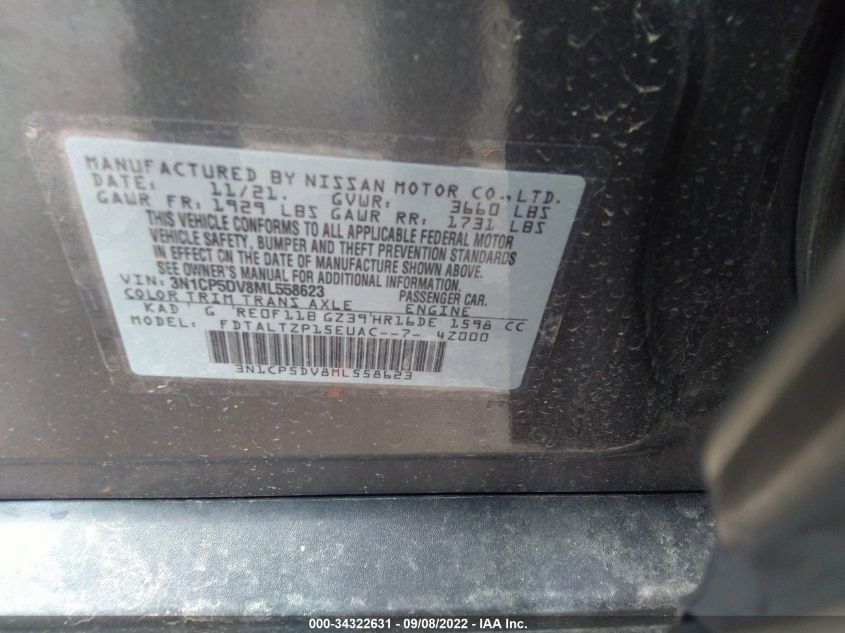 MANUFACTURED BY NISSAN MOTOR CO., LTD.
DATE: 11/21. GVWR: 3660 LBS
GAWR FR: 1929 LBS GAWR RR: 1731 LBS
THIS VEHICLE CONFORMS TO ALL APPLICABLE FEDERAL MOTOR
VEHICLE SAFETY, BUMPER AND THEFT PREVENTION STANDARDS
IN EFFECT ON THE DATE OF MANUFACTURE SHOWN ABOVE.
SEE OWNER'S MANUAL FOR ADDITIONAL INFORMATION.
VIN: 3N1CP5DV8ML558623 PASSENGER CAR.
COLOR TRIM TRANS AXLE ENGINE
KAD G RE0F11B GZ39 HR16DE 1598 CC
MODEL: FDTALTZP15EUAC--7- 4Z000
3N1CP5DV8ML558623
000-34322631 - 09/08/2022 - IAA Inc.